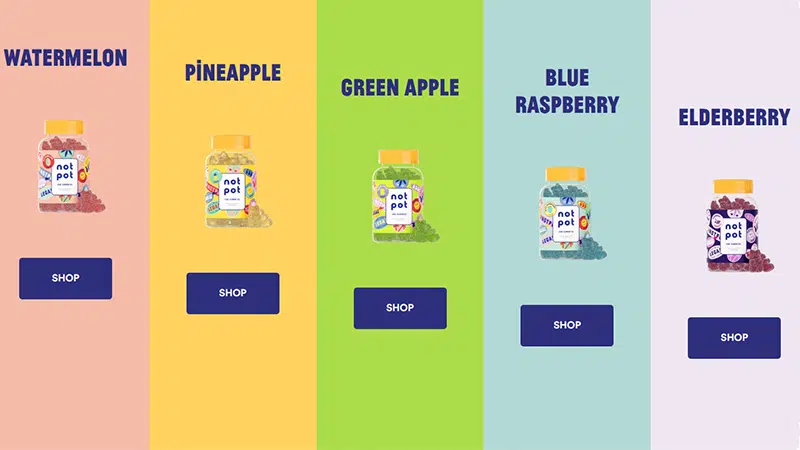 WATERMELON
not
pot
SHOP
PİNEAPPLE
not
pot
SHOP
GREEN APPLE
not
pot
SHOP
BLUE
RASPBERRY
not
pot
SHOP
ELDERBERRY
not
pot
SHOP